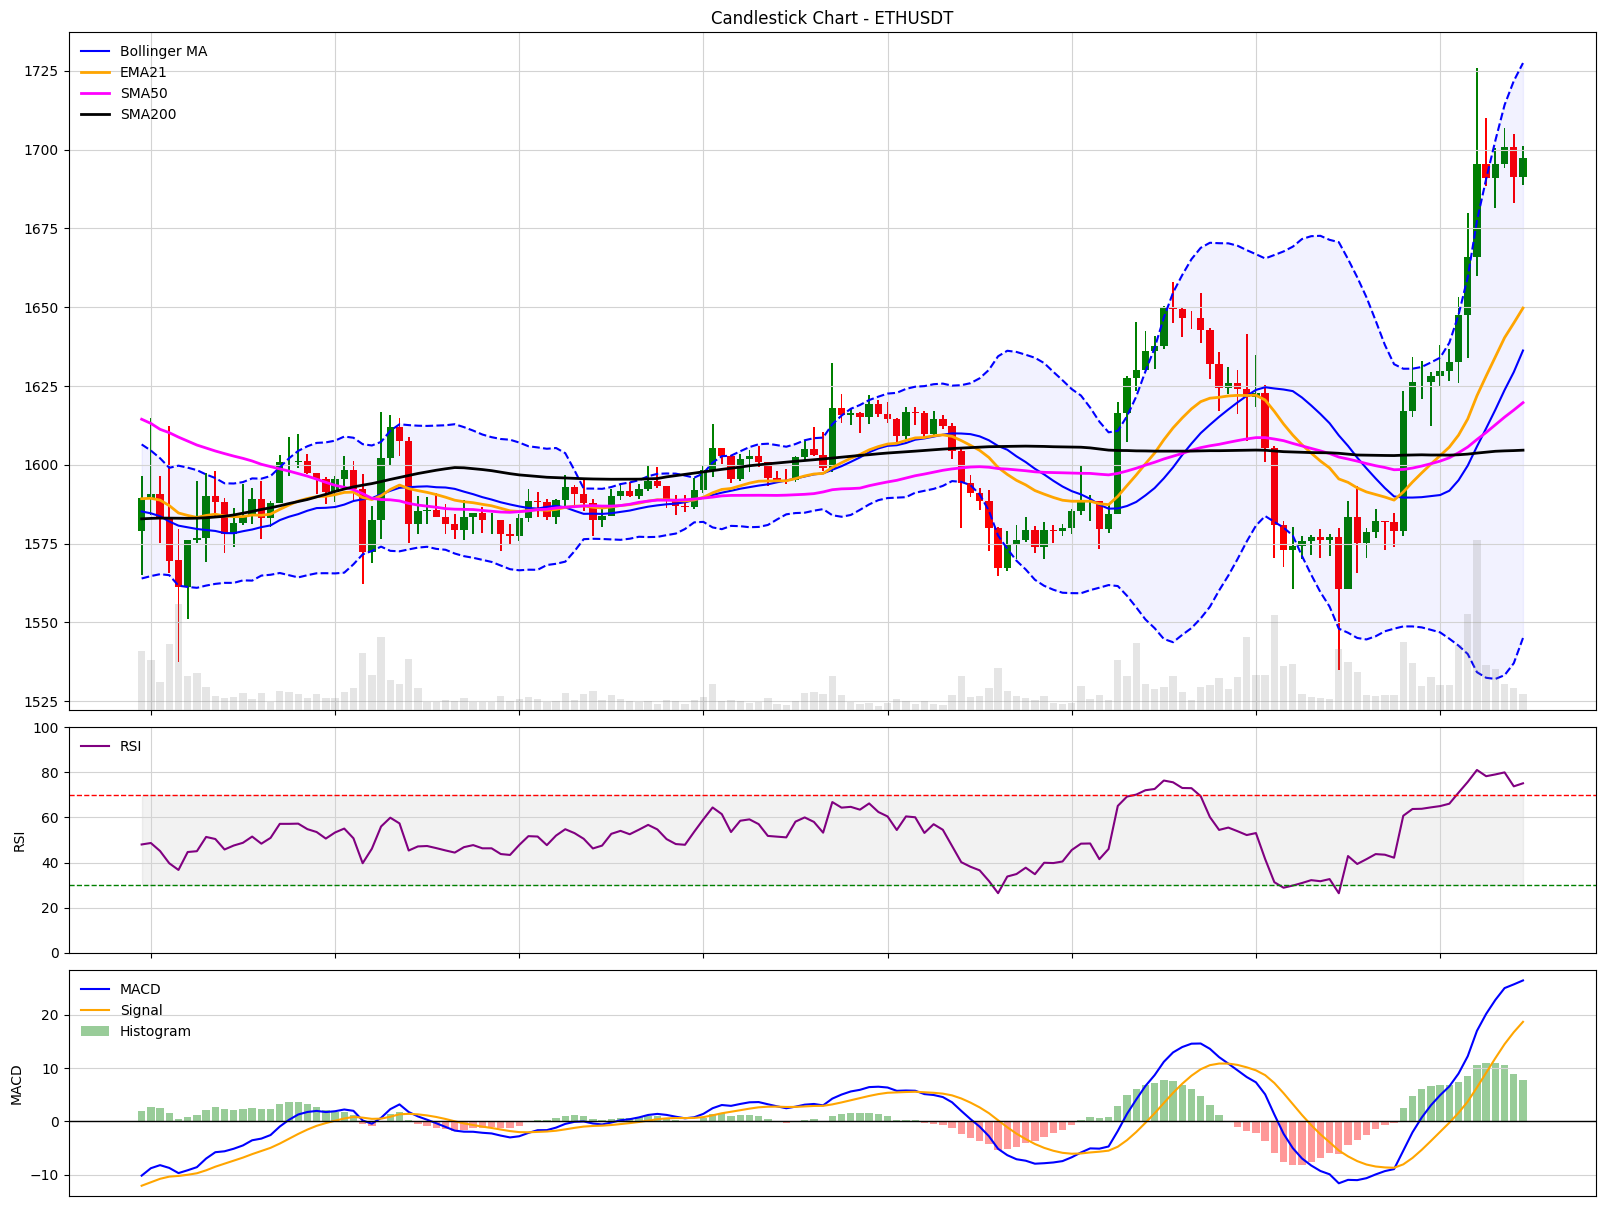 Candlestick Chart - ETHUSDT
Bollinger MA
EMA21
SMA50
SMA200
1725
1700
1675
1650
1625
1600
1575
1550
1525
RSI
RSI
100
80
60
40
20
0
MACD
Signal
Histogram
MACD
20
10
0
−10